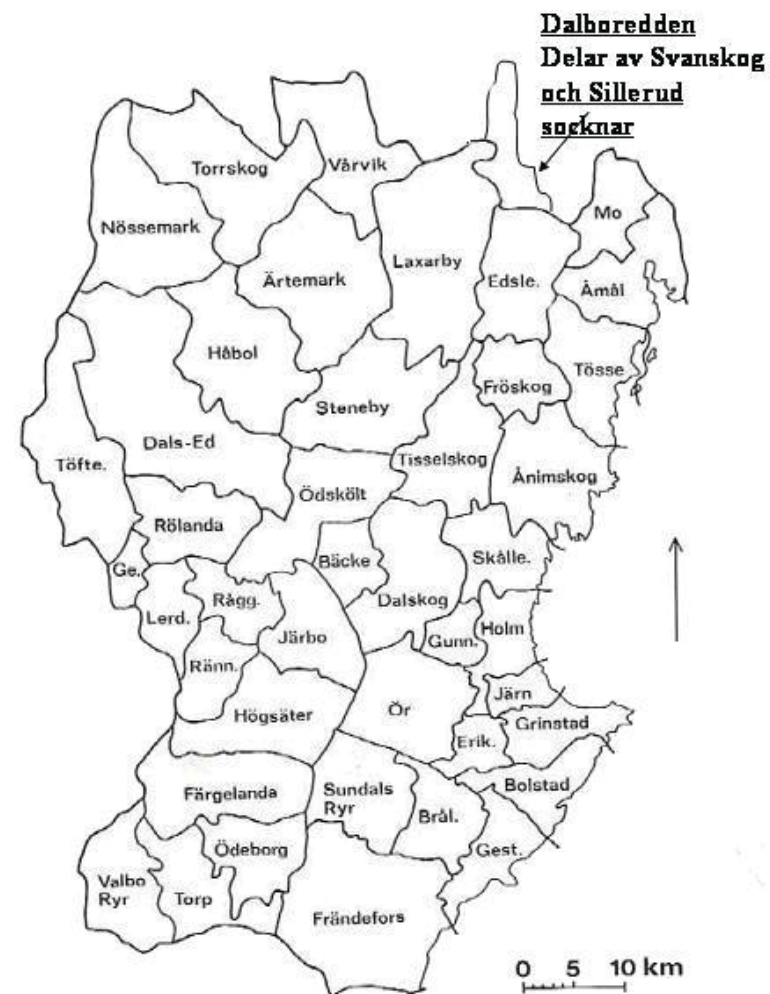 Dalboredden
Delar av Svanskog
och Sillerud
socknar
Torrskog
Vårvik
Mo
Nössemark
Ärtemark
Laxarby
Edsle.
Åmål
Håbol
Fröskog
Tösse
Steneby
Dals-Ed
Töfte.
Tisselskog
Ånimskog
Ödskölt
Rölanda
Bäcke
Skålle.
Ge.
Rågg.
Dalskog
Lerd.
Järbo
Gunn.
Holm
Ränn.
Järn
Högsäter
Ör
Grinstad
Erik.
Färgelanda
Sundals
Ryr
Bolstad
Brål.
Ödeborg
Gest.
Valbo
Ryr
Torp
Frändefors
0 5 10 km